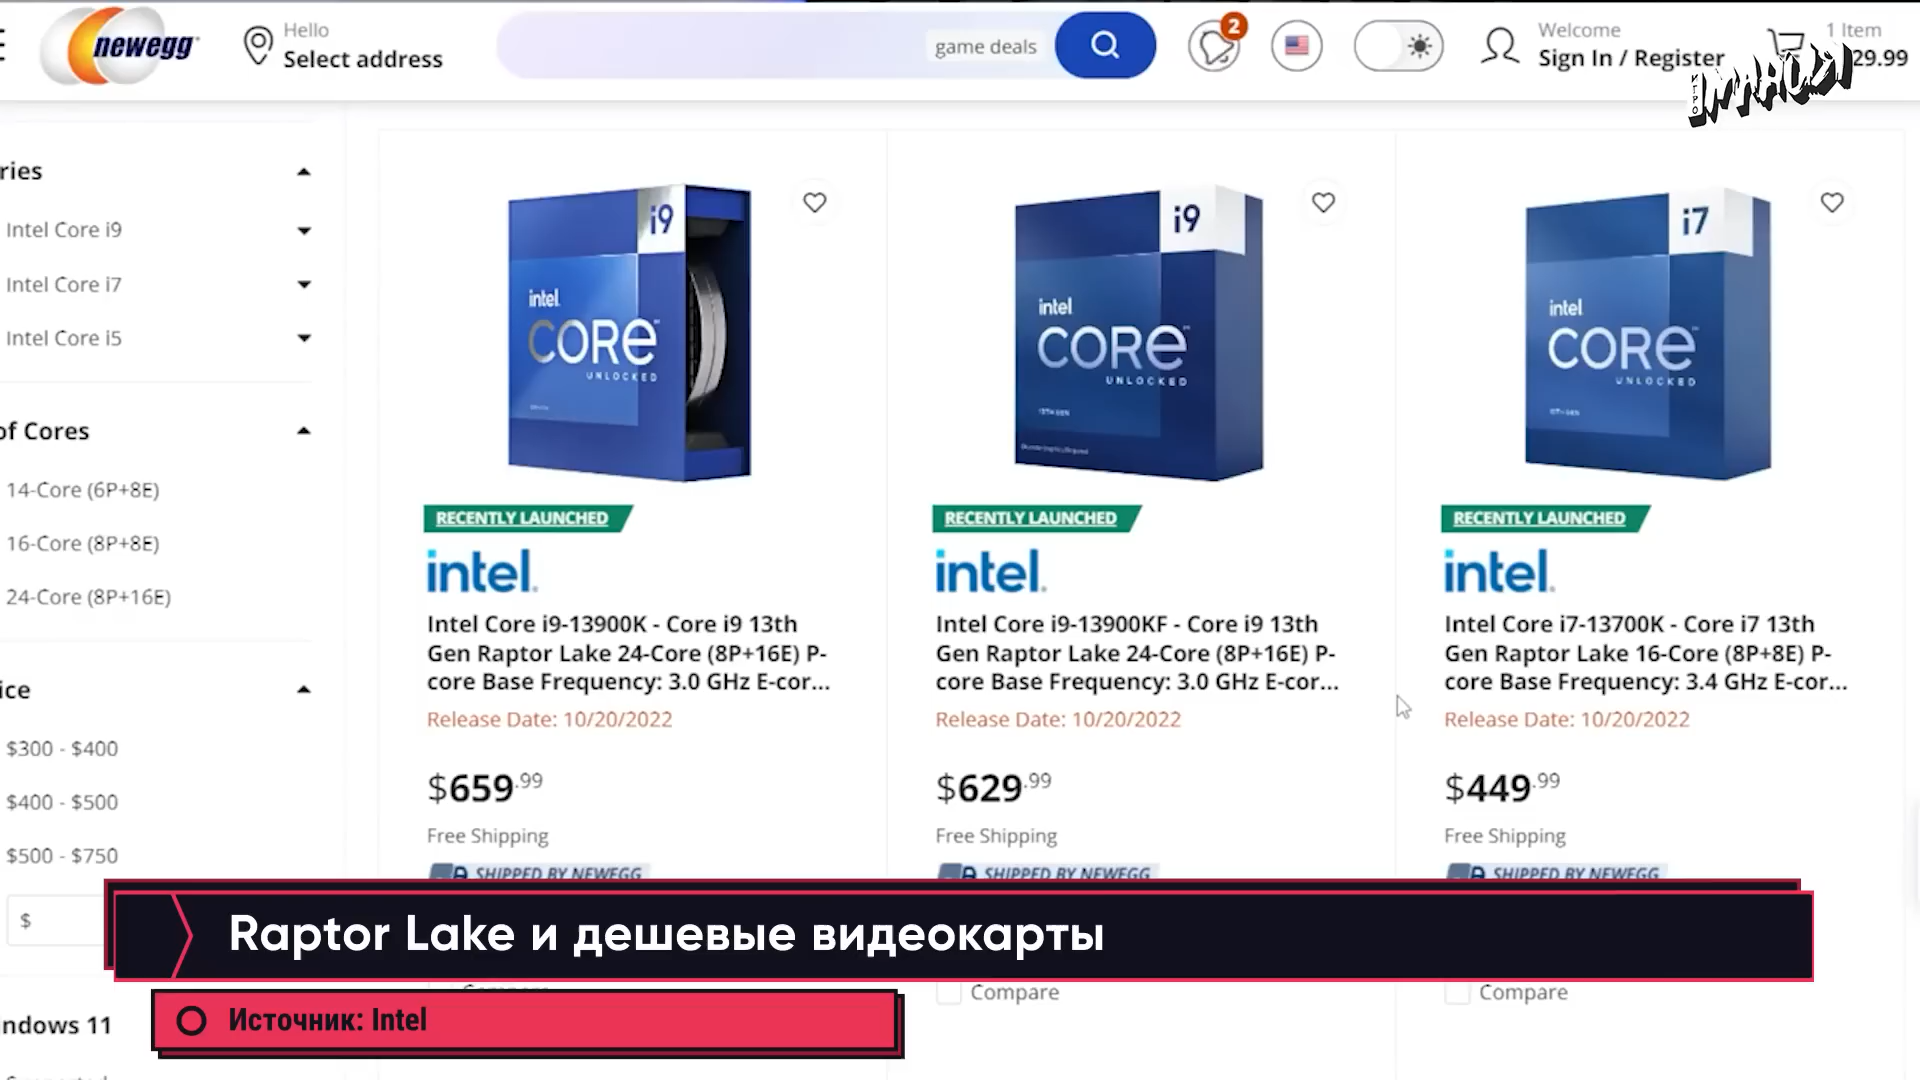 newegg
Hello
Select address
game deals
2
Welcome
Sign In / Register
1 Item
29.99
ries
Intel Core i9
Intel Core i7
Intel Core i5
of Cores
14-Core (6P+8E)
16-Core (8P+8E)
24-Core (8P+16E)
ice
$300 - $400
$400 - $500
$500 - $750
$
ndows 11
i9
intel
CORE
UNLOCKED
RECENTLY LAUNCHED
intel.
Intel Core i9-13900K - Core i9 13th
Gen Raptor Lake 24-Core (8P+16E) P-
core Base Frequency: 3.0 GHz E-cor...
Release Date: 10/20/2022
$659.99
Free Shipping
SHIPPED BY NEWEGG
i9
intel
CORE
UNLOCKED
13TH GEN
RECENTLY LAUNCHED
intel.
Intel Core i9-13900KF - Core i9 13th
Gen Raptor Lake 24-Core (8P+16E) P-
core Base Frequency: 3.0 GHz E-cor...
Release Date: 10/20/2022
$629.99
Free Shipping
SHIPPED BY NEWEGG
Compare
i7
intel
CORE
UNLOCKED
RECENTLY LAUNCHED
intel.
Intel Core i7-13700K - Core i7 13th
Gen Raptor Lake 16-Core (8P+8E) P-
core Base Frequency: 3.4 GHz E-cor...
Release Date: 10/20/2022
$449.99
Free Shipping
SHIPPED BY NEWEGG
Compare
Raptor Lake и дешевые видеокарты
Источник: Intel